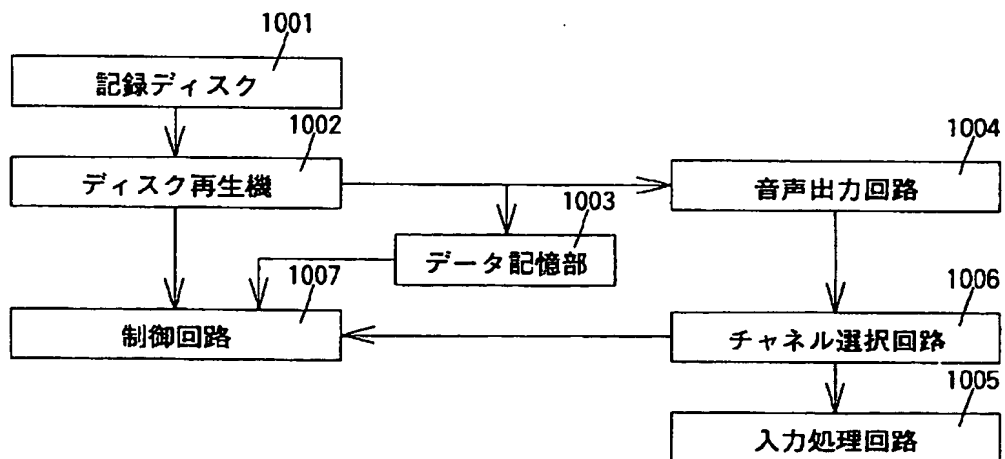 1001
記録ディスク
1002
ディスク再生機
1004
音声出力回路
1003
データ記憶部
1007
制御回路
1006
チャネル選択回路
1005
入力処理回路